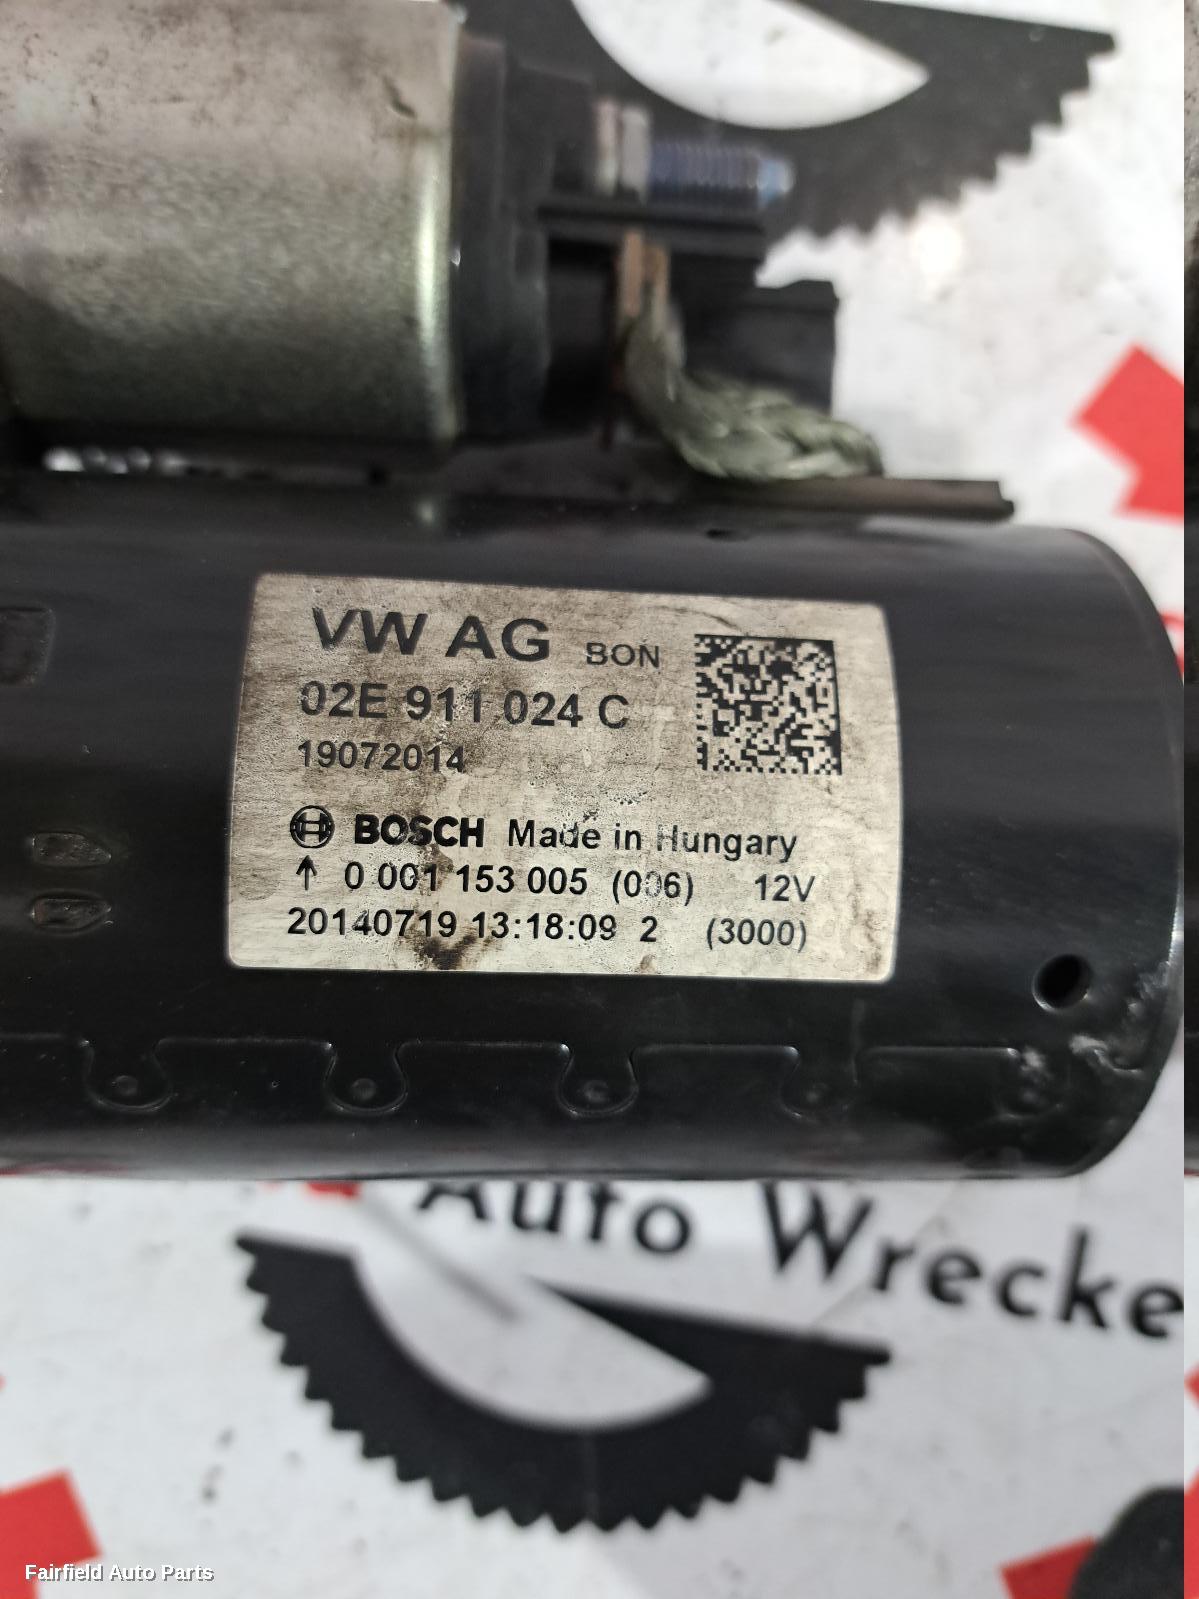 VW AG BON
02E 911 024 C
19072014
BOSCH Made in Hungary
↑ 0 001 153 005 (006) 12V
20140719 13:18:09 2 (3000)
Auto Wrecke
Fairfield Auto Parts